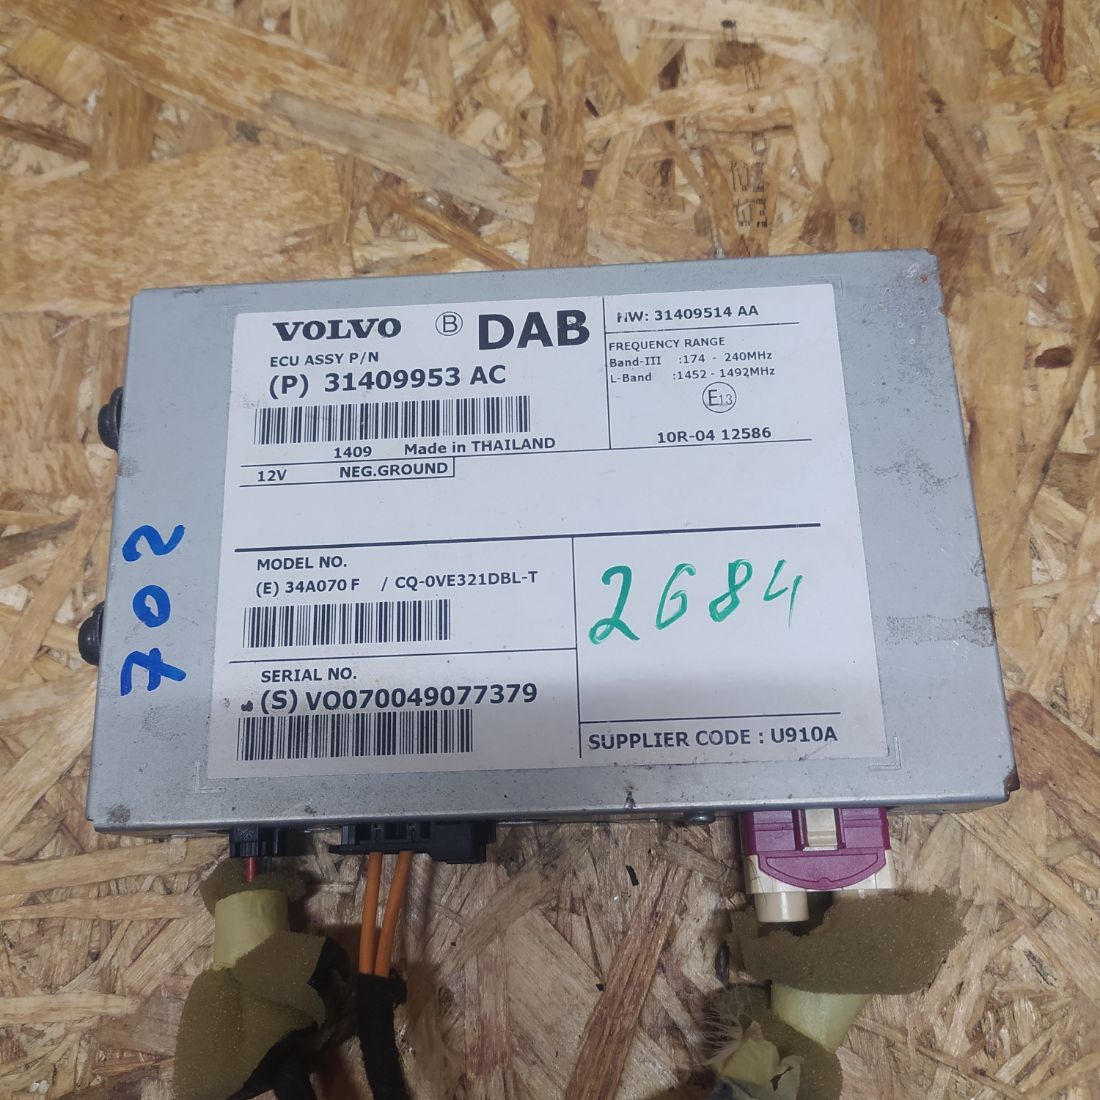 VOLVO B DAB
ECU ASSY P/N
(P) 31409953 AC
1409 Made in THAILAND
12V NEG.GROUND
HW: 31409514 AA
FREQUENCY RANGE
Band-III :174 - 240MHz
L-Band :1452 - 1492MHz
E13
10R-04 12586
MODEL NO.
(E) 34A070 F / CQ-0VE321DBL-T
SERIAL NO.
(S) VO070049077379
2684
SUPPLIER CODE : U910A
702